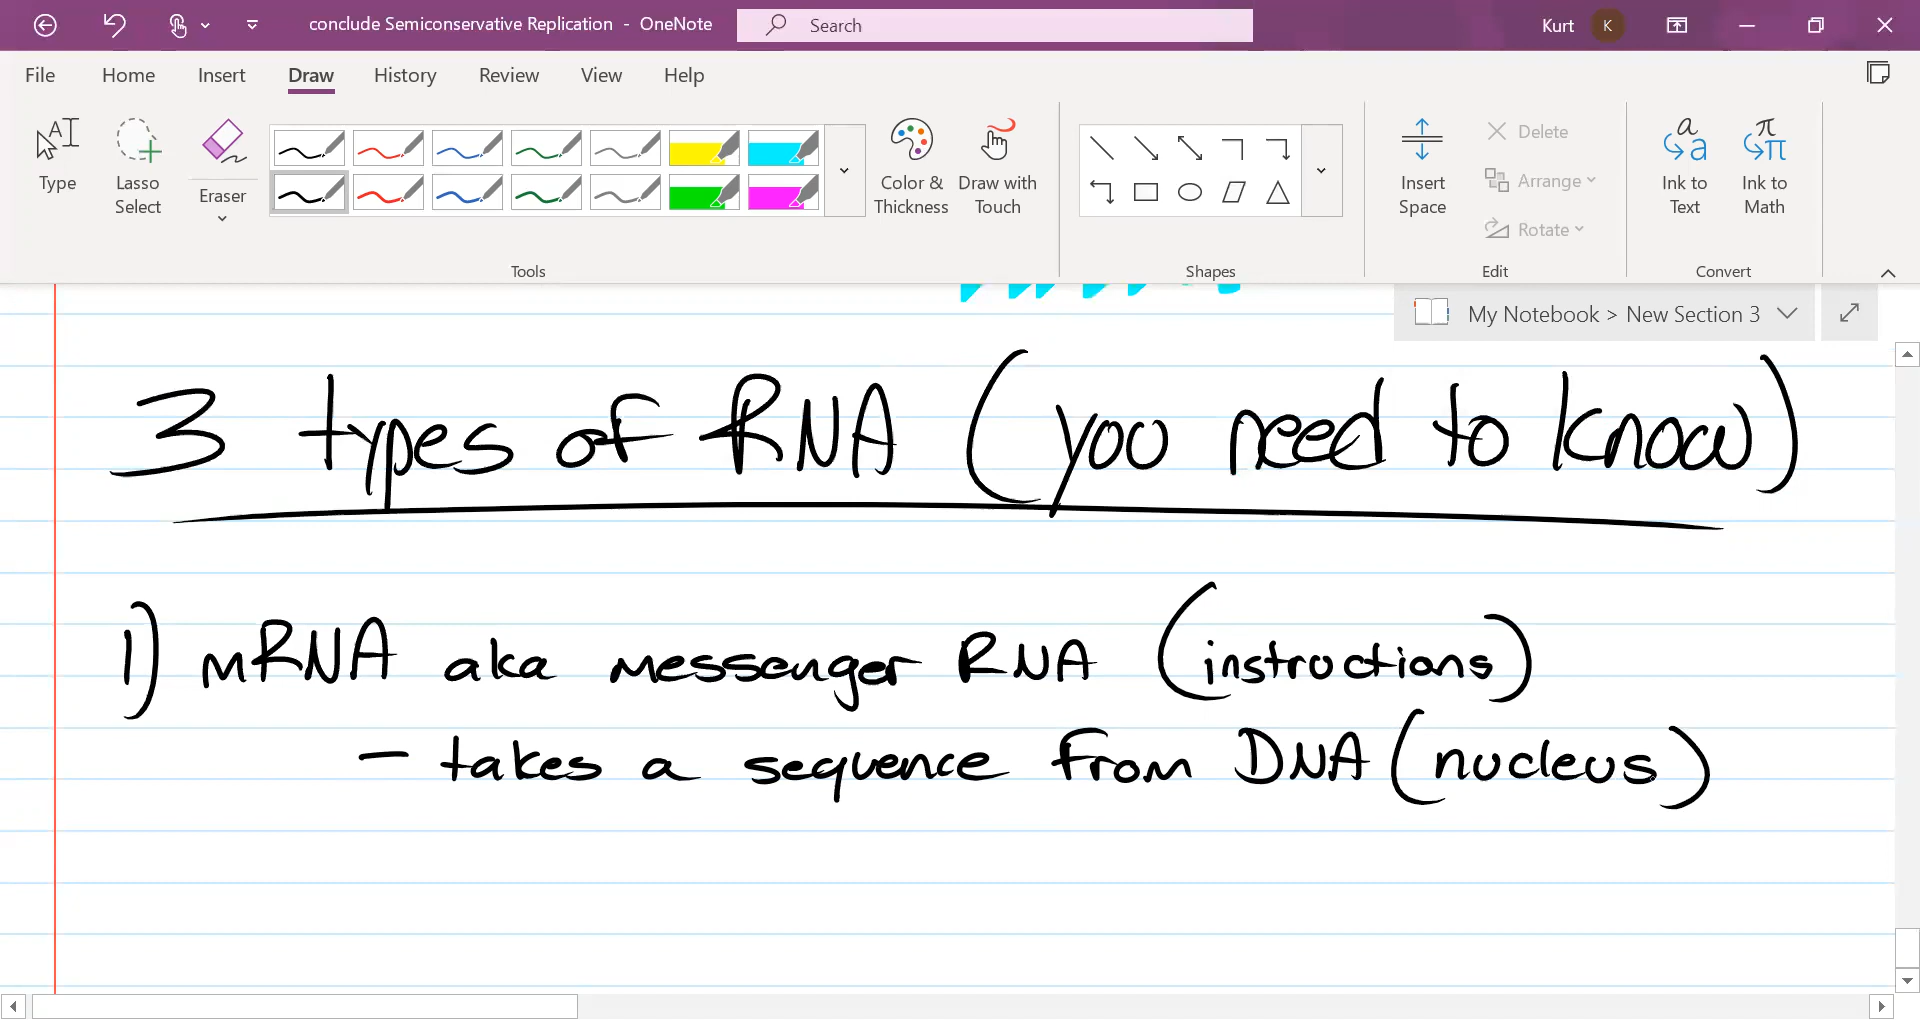 conclude Semiconservative Replication - OneNote
Search
Kurt
K
File Home Insert Draw History Review View Help
Type
Lasso Select
Eraser
Color & Thickness
Draw with Touch
Insert Space
Delete
Arrange
Rotate
Ink to Text
Ink to Math
Tools
Shapes
Edit
Convert
My Notebook > New Section 3
3 types of RNA (you need to know)
1) mRNA aka messenger RNA (instructions)
- takes a sequence from DNA (nucleus)